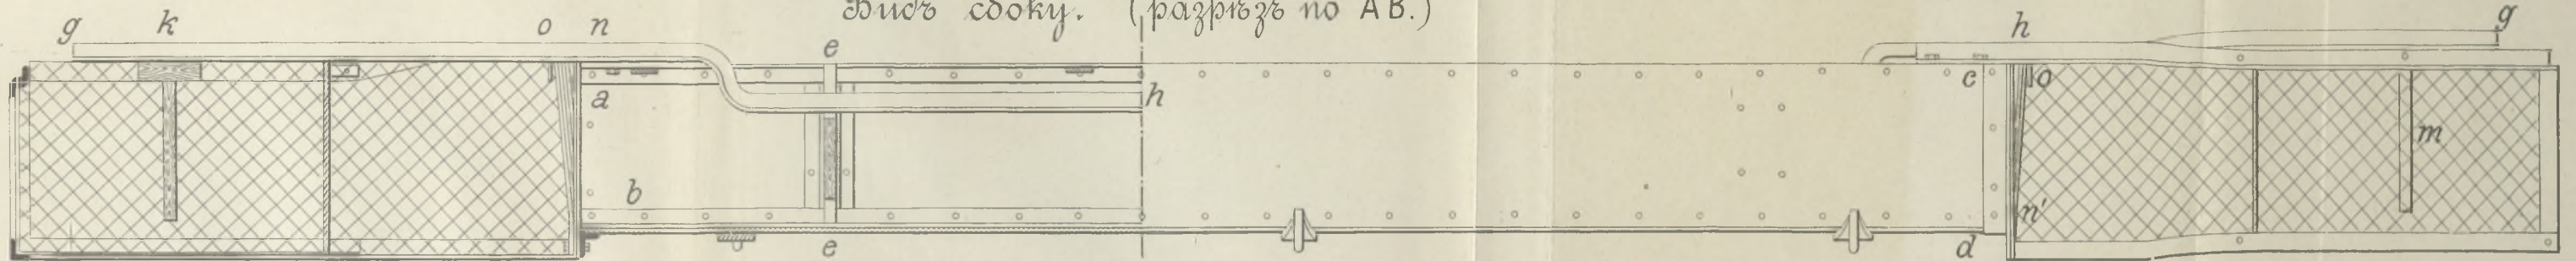 Видъ сбоку. (разрѣзъ по АВ.)
g k o n e h g
a h c o
m
b n'
e d